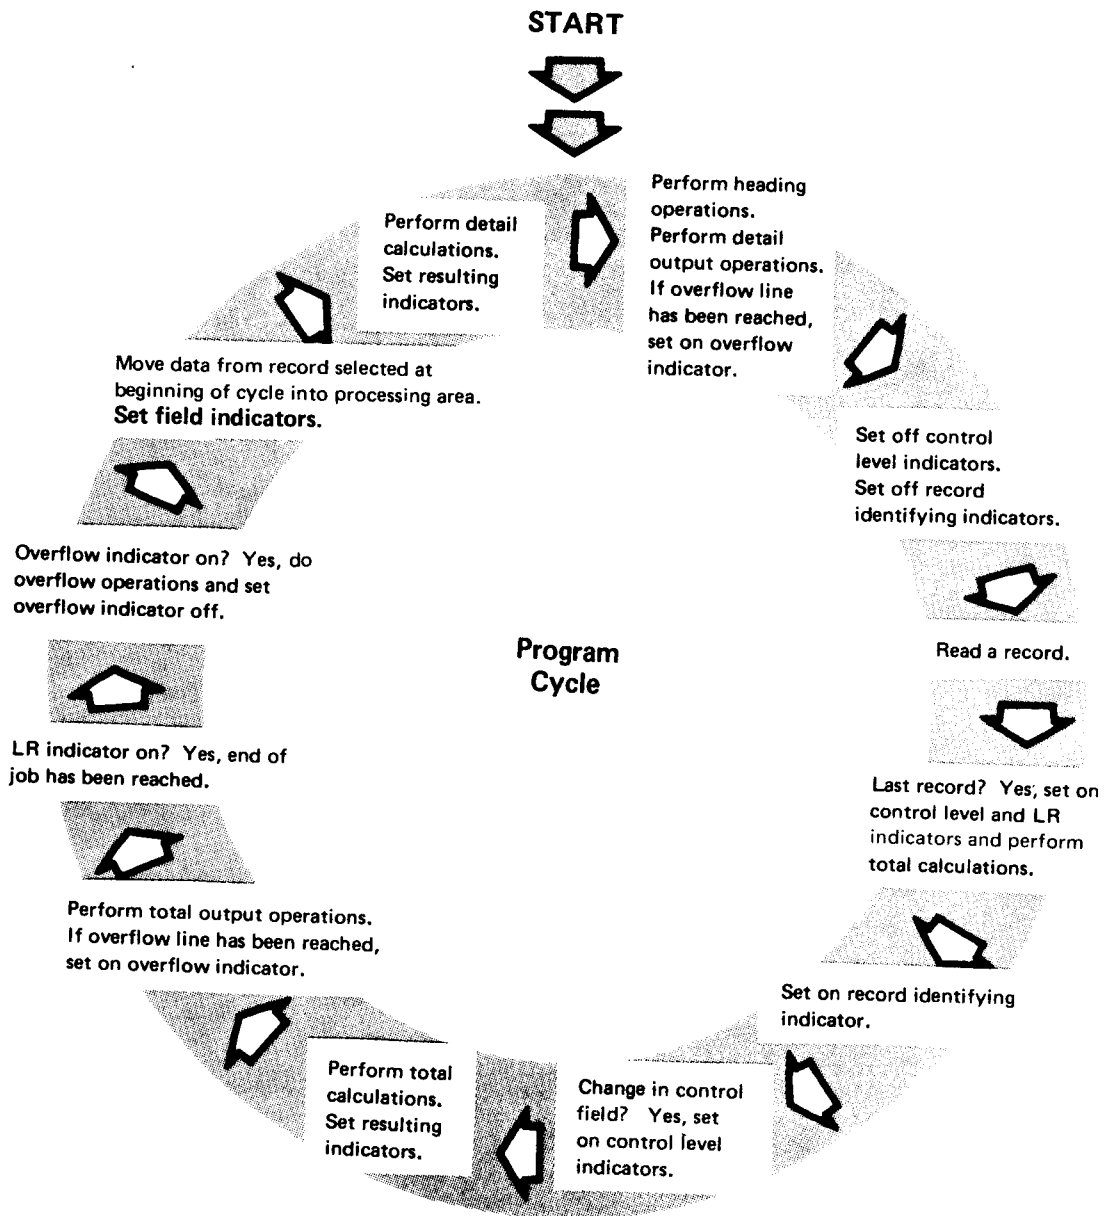 START
Perform heading
operations.
Perform detail
output operations.
If overflow line
has been reached,
set on overflow
indicator.
Set off control
level indicators.
Set off record
identifying indicators.
Read a record.
Last record? Yes, set on
control level and LR
indicators and perform
total calculations.
Set on record identifying
indicator.
Change in control
field? Yes, set
on control level
indicators.
Perform total
calculations.
Set resulting
indicators.
Perform total output operations.
If overflow line has been reached,
set on overflow indicator.
LR indicator on? Yes, end of
job has been reached.
Overflow indicator on? Yes, do
overflow operations and set
overflow indicator off.
Move data from record selected at
beginning of cycle into processing area.
Set field indicators.
Perform detail
calculations.
Set resulting
indicators.
Program
Cycle